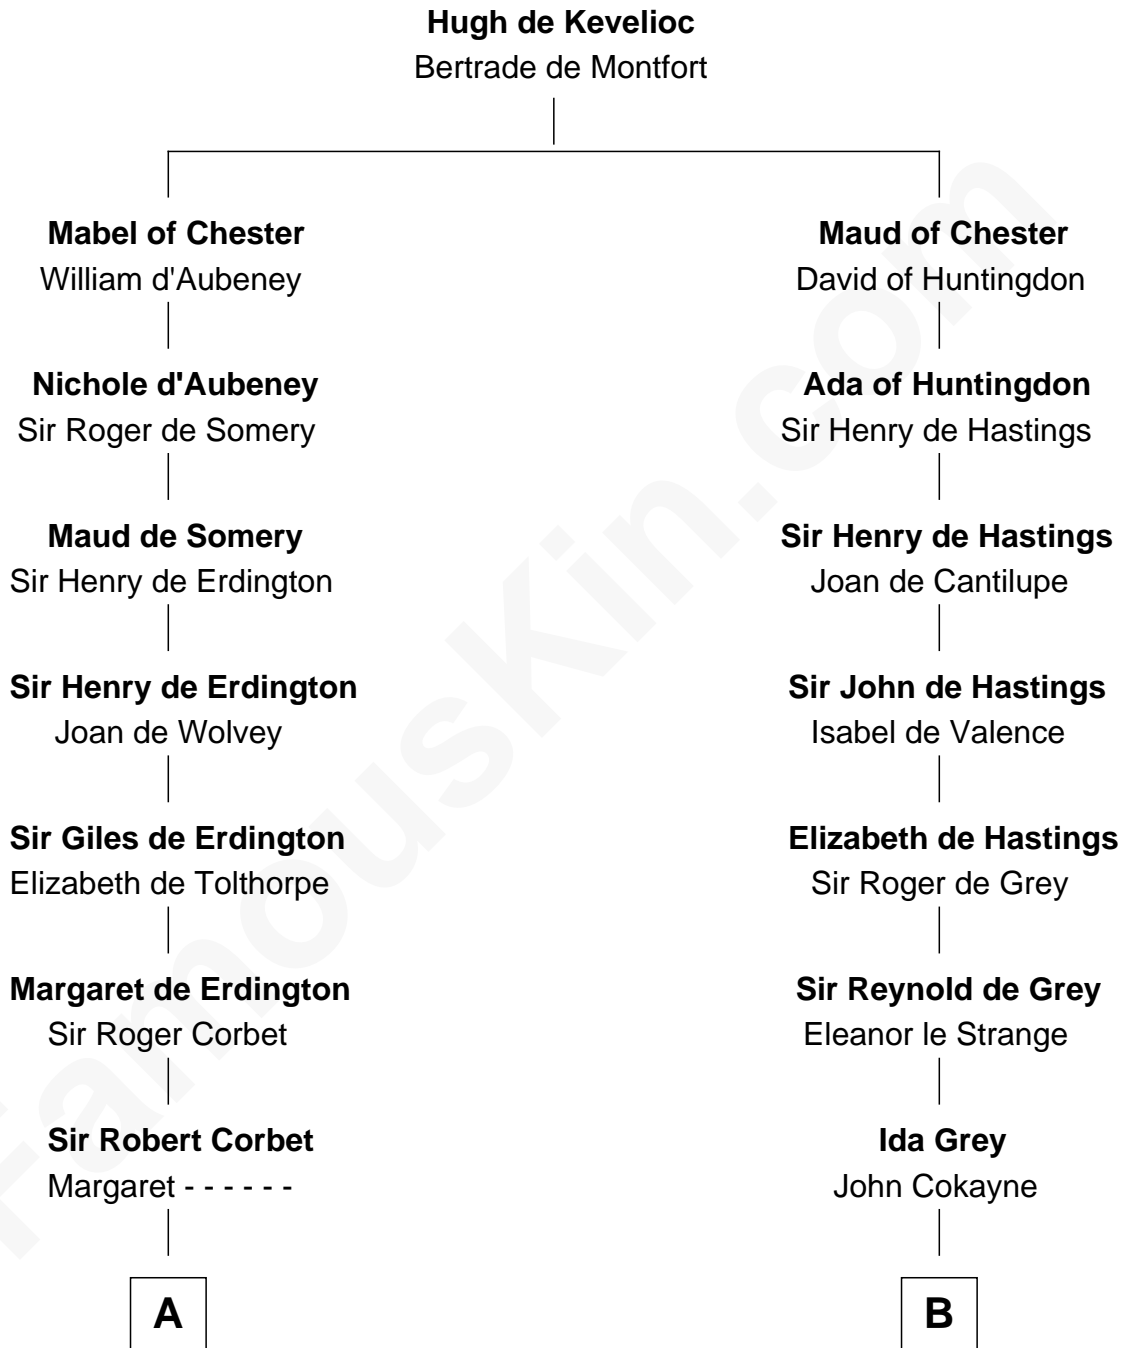 Hugh de Kevelioc
Bertrade de Montfort
Mabel of Chester
William d'Aubeney
Maud of Chester
David of Huntingdon
Nichole d'Aubeney
Sir Roger de Somery
Ada of Huntingdon
Sir Henry de Hastings
Maud de Somery
Sir Henry de Erdington
Sir Henry de Hastings
Joan de Cantilupe
Sir Henry de Erdington
Joan de Wolvey
Sir John de Hastings
Isabel de Valence
Sir Giles de Erdington
Elizabeth de Tolthorpe
Elizabeth de Hastings
Sir Roger de Grey
Margaret de Erdington
Sir Roger Corbet
Sir Reynold de Grey
Eleanor le Strange
Sir Robert Corbet
Margaret - - - - - -
Ida Grey
John Cokayne
A
B
FamousKin.com